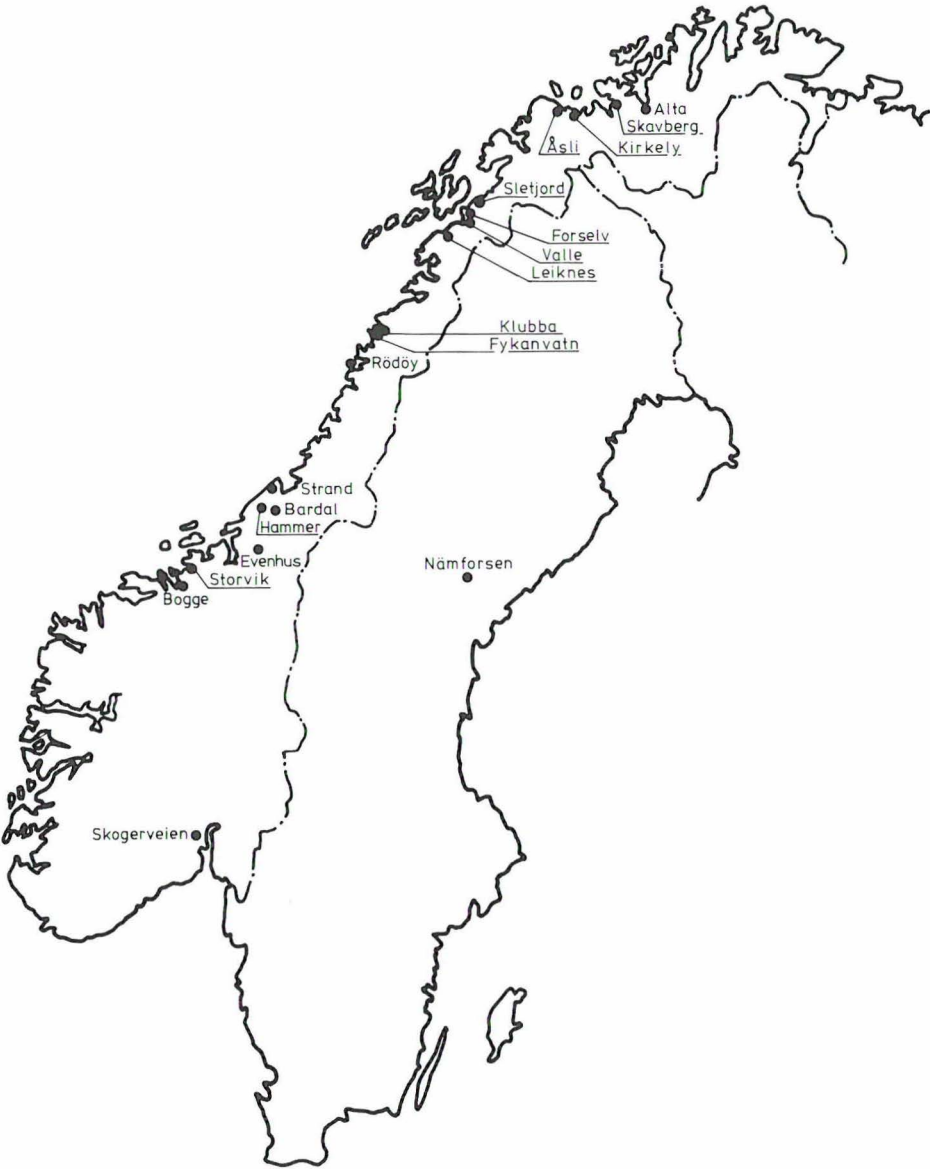 Alta
Skavberg
Åsli
Kirkely
Sletjord
Forselv
Valle
Leiknes
Klubba
Fykanvatn
Rödöy
Strand
Bardal
Hammer
Evenhus
Storvik
Bogge
Nämforsen
Skogerveien